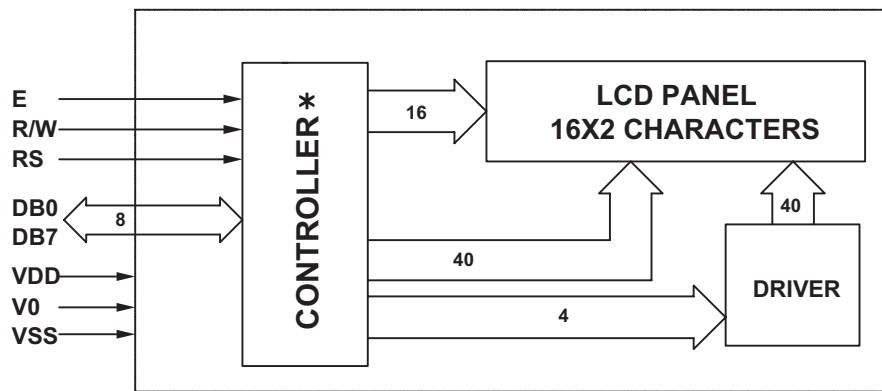 E
R/W
RS
DB0
DB7
VDD
V0
VSS
8
CONTROLLER*
16
40
4
LCD PANEL
16X2 CHARACTERS
40
DRIVER